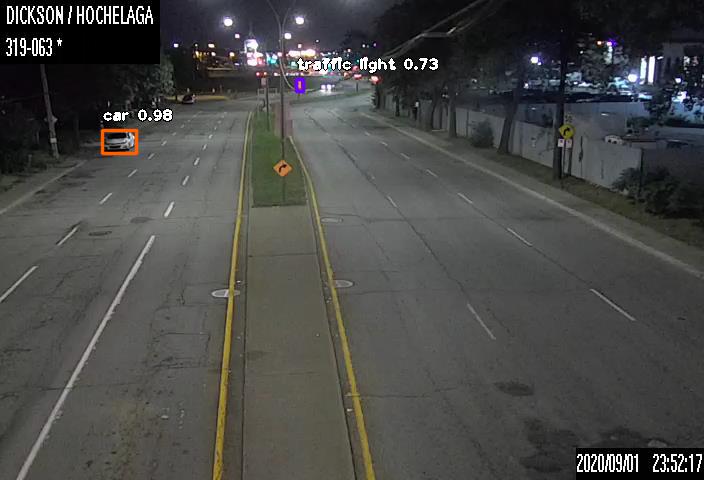 DICKSON / HOCHELAGA
319-063 *
traffic light 0.73
car 0.98
2020/09/01 23:52:17